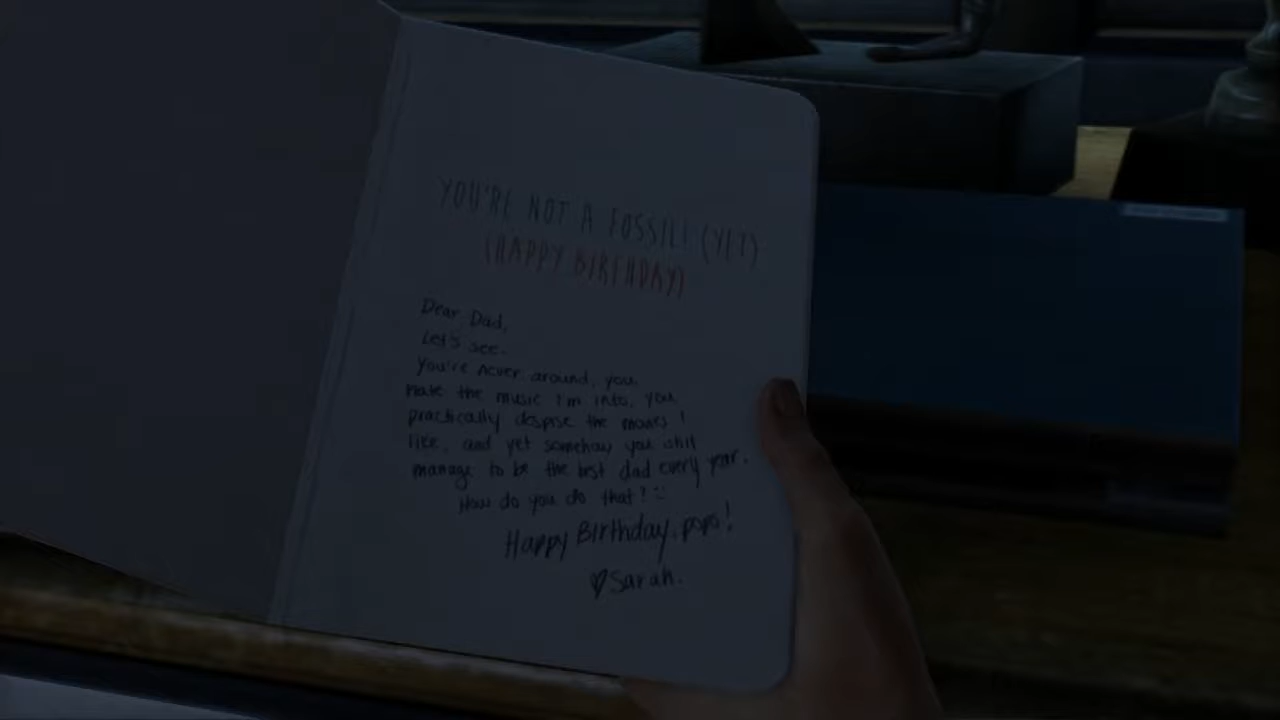 YOU'RE NOT A FOSSIL! (YET)
(HAPPY BIRTHDAY)
Dear Dad,
Let's see.
You're never around, you
hate the music I'm into, you
practically despise the movies I
like, and yet somehow you still
manage to be the best dad every year.
How do you do that? :)
Happy Birthday, pops!
♥ Sarah.